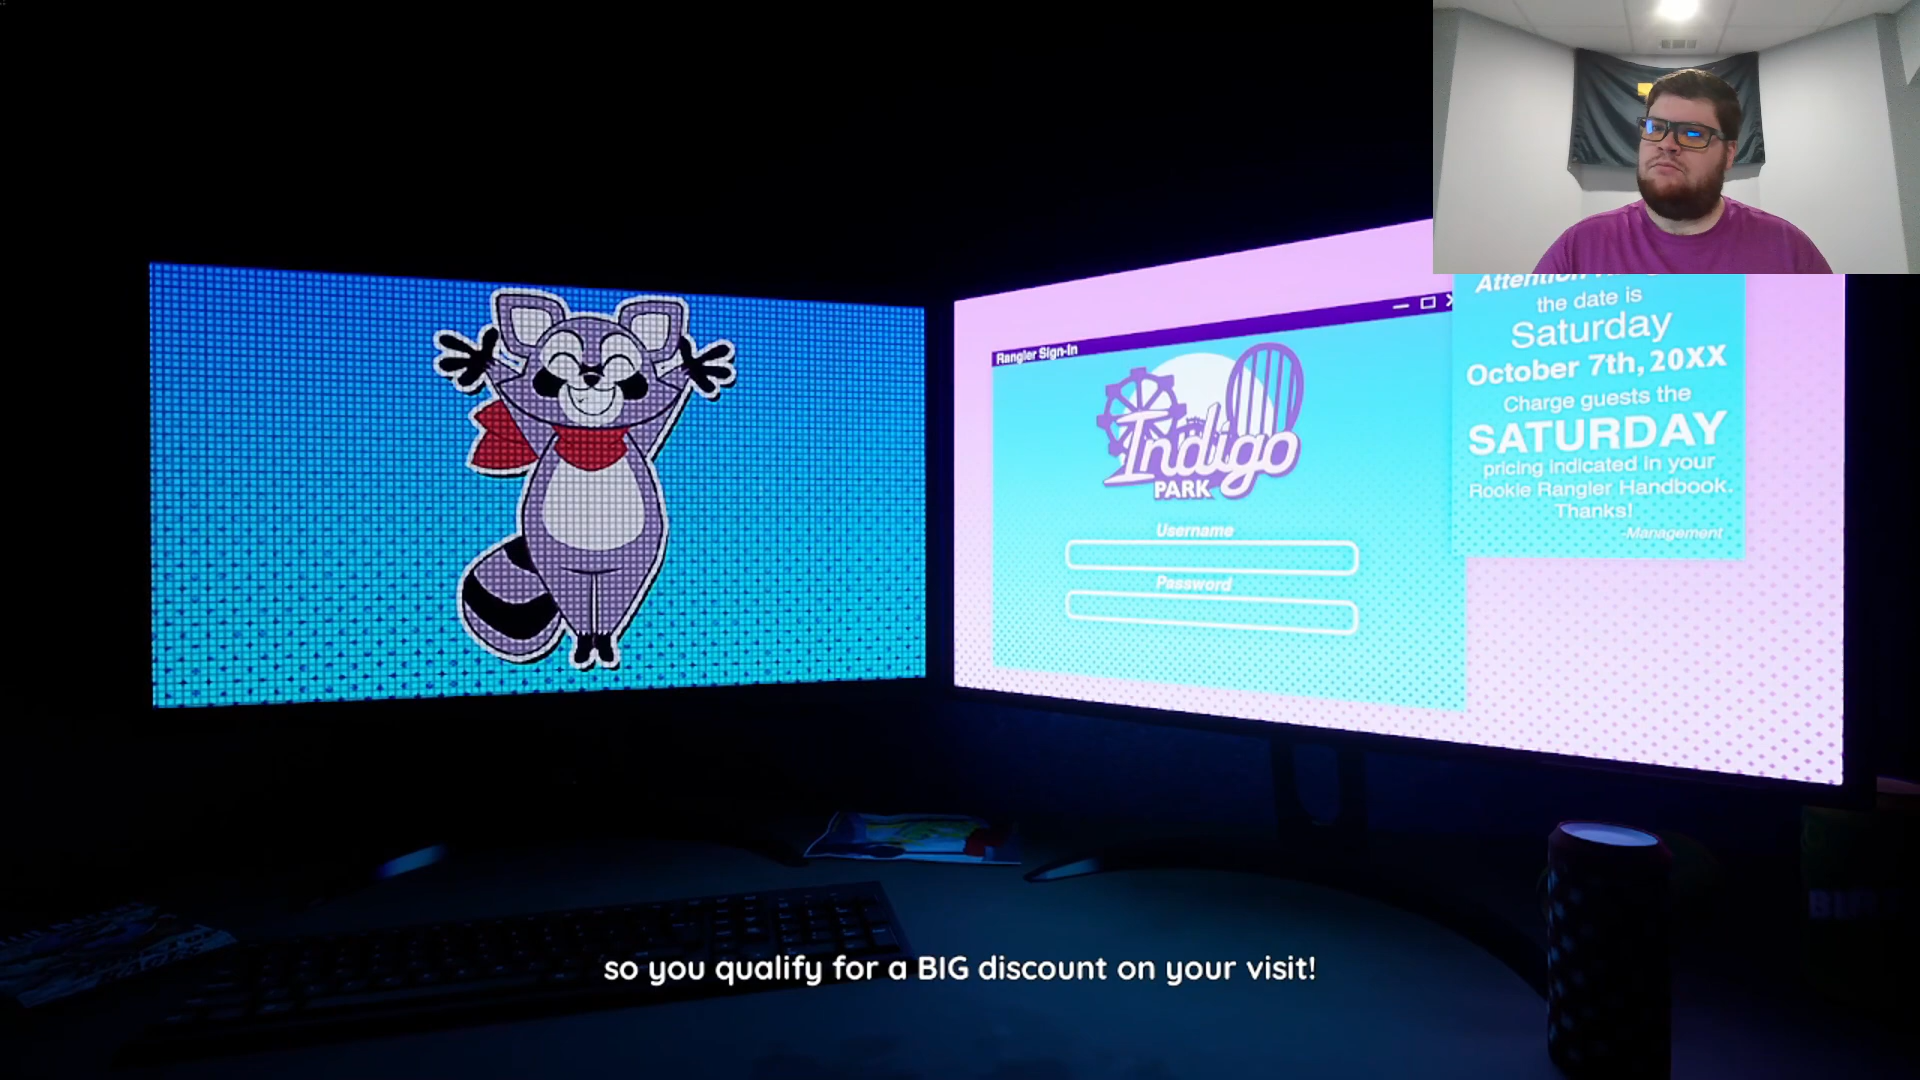 Rangler Sign-In
Indigo
PARK
Username
Password
Attention
the date is
Saturday
October 7th, 20XX
Charge guests the
SATURDAY
pricing indicated in your
Rookie Rangler Handbook.
Thanks!
-Management
so you qualify for a BIG discount on your visit!